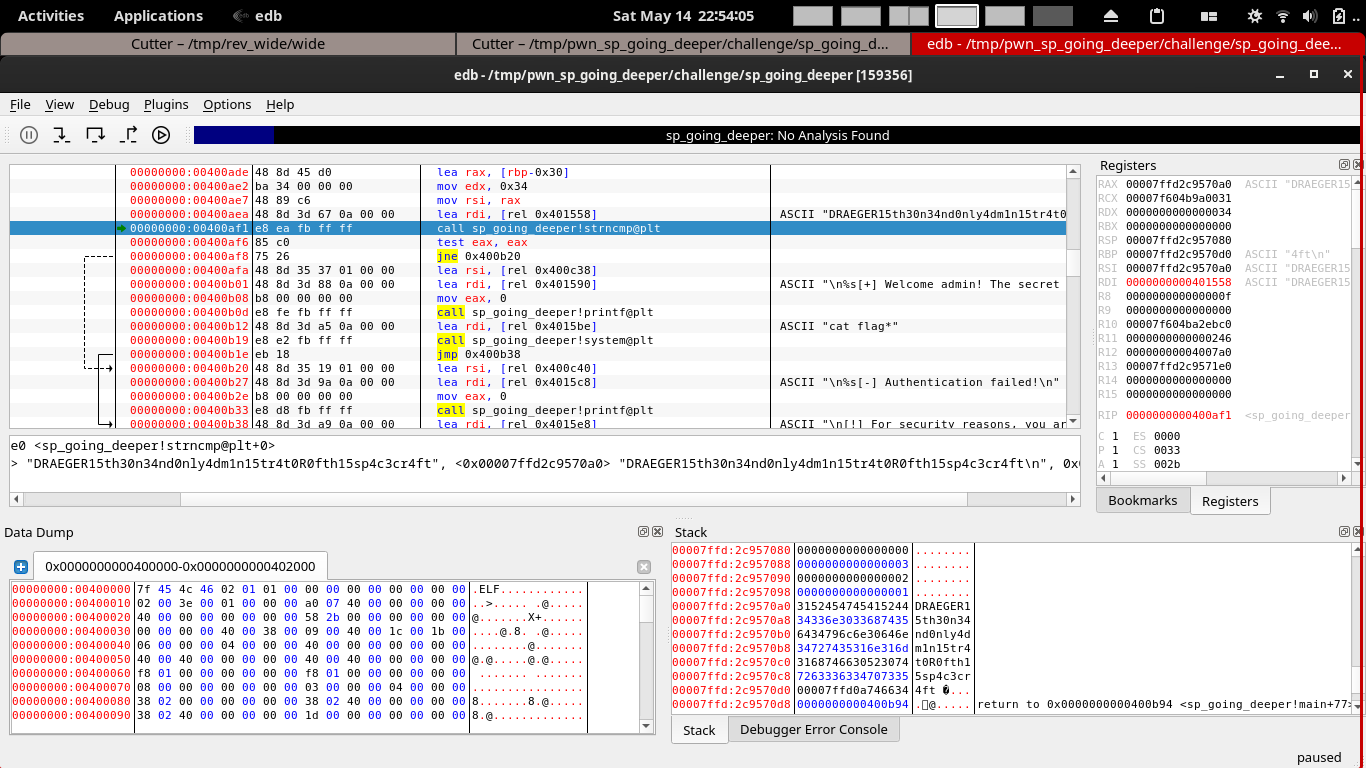 Activities Applications edb Sat May 14 22:54:05
Cutter – /tmp/rev_wide/wide Cutter – /tmp/pwn_sp_going_deeper/challenge/sp_going_d... edb - /tmp/pwn_sp_going_deeper/challenge/sp_going_dee...
edb - /tmp/pwn_sp_going_deeper/challenge/sp_going_deeper [159356]
File View Debug Plugins Options Help
sp_going_deeper: No Analysis Found
00000000:00400ade 48 8d 45 d0 lea rax, [rbp-0x30]
00000000:00400ae2 ba 34 00 00 00 mov edx, 0x34
00000000:00400ae7 48 89 c6 mov rsi, rax
00000000:00400aea 48 8d 3d 67 0a 00 00 lea rdi, [rel 0x401558] ASCII "DRAEGER15th30n34nd0nly4dm1n15tr4t0
00000000:00400af1 e8 ea fb ff ff call sp_going_deeper!strncmp@plt
00000000:00400af6 85 c0 test eax, eax
00000000:00400af8 75 26 jne 0x400b20
00000000:00400afa 48 8d 35 37 01 00 00 lea rsi, [rel 0x400c38]
00000000:00400b01 48 8d 3d 88 0a 00 00 lea rdi, [rel 0x401590] ASCII "\n%s[+] Welcome admin! The secret
00000000:00400b08 b8 00 00 00 00 mov eax, 0
00000000:00400b0d e8 fe fb ff ff call sp_going_deeper!printf@plt
00000000:00400b12 48 8d 3d a5 0a 00 00 lea rdi, [rel 0x4015be] ASCII "cat flag*"
00000000:00400b19 e8 e2 fb ff ff call sp_going_deeper!system@plt
00000000:00400b1e eb 18 jmp 0x400b38
00000000:00400b20 48 8d 35 19 01 00 00 lea rsi, [rel 0x400c40]
00000000:00400b27 48 8d 3d 9a 0a 00 00 lea rdi, [rel 0x4015c8] ASCII "\n%s[-] Authentication failed!\n"
00000000:00400b2e b8 00 00 00 00 mov eax, 0
00000000:00400b33 e8 d8 fb ff ff call sp_going_deeper!printf@plt
00000000:00400b38 48 8d 3d a9 0a 00 00 lea rdi, [rel 0x4015e8] ASCII "\n[!] For security reasons, you ar
Registers
RAX 00007ffd2c9570a0 ASCII "DRAEGER15
RCX 00007f604b9a0031
RDX 0000000000000034
RBX 0000000000000000
RSP 00007ffd2c957080
RBP 00007ffd2c9570d0 ASCII "4ft\n"
RSI 00007ffd2c9570a0 ASCII "DRAEGER15
RDI 0000000000401558 ASCII "DRAEGER15
R8 000000000000000f
R9 0000000000000000
R10 00007f604ba2ebc0
R11 0000000000000246
R12 00000000004007a0
R13 00007ffd2c9571e0
R14 0000000000000000
R15 0000000000000000
RIP 0000000000400af1 <sp_going_deeper
C 1 ES 0000
P 1 CS 0033
A 1 SS 002b
Bookmarks Registers
e0 <sp_going_deeper!strncmp@plt+0>
> "DRAEGER15th30n34nd0nly4dm1n15tr4t0R0fth15sp4c3cr4ft", <0x00007ffd2c9570a0> "DRAEGER15th30n34nd0nly4dm1n15tr4t0R0fth15sp4c3cr4ft\n", 0x
Data Dump
0x0000000000400000-0x0000000000402000
00000000:00400000 7f 45 4c 46 02 01 01 00 00 00 00 00 00 00 00 00 .ELF............
00000000:00400010 02 00 3e 00 01 00 00 00 a0 07 40 00 00 00 00 00 ..>..... .@.....
00000000:00400020 40 00 00 00 00 00 00 00 58 2b 00 00 00 00 00 00 @.......X+......
00000000:00400030 00 00 00 00 40 00 38 00 09 00 40 00 1c 00 1b 00 ....@.8. .@.....
00000000:00400040 06 00 00 00 04 00 00 00 40 00 00 00 00 00 00 00 ........@.......
00000000:00400050 40 00 40 00 00 00 00 00 40 00 40 00 00 00 00 00 @.@.....@.@.....
00000000:00400060 f8 01 00 00 00 00 00 00 f8 01 00 00 00 00 00 00 ................
00000000:00400070 08 00 00 00 00 00 00 00 03 00 00 00 04 00 00 00 ................
00000000:00400080 38 02 00 00 00 00 00 00 38 02 40 00 00 00 00 00 8.......8.@.....
00000000:00400090 38 02 40 00 00 00 00 00 1d 00 00 00 00 00 00 00 8.@.............
Stack
00007ffd:2c957080 0000000000000000 ........
00007ffd:2c957088 0000000000000003 ........
00007ffd:2c957090 0000000000000002 ........
00007ffd:2c957098 0000000000000001 ........
00007ffd:2c9570a0 3152454745415244 DRAEGER1
00007ffd:2c9570a8 34336e3033687435 5th30n34
00007ffd:2c9570b0 6434796c6e30646e nd0nly4d
00007ffd:2c9570b8 34727435316e316d m1n15tr4
00007ffd:2c9570c0 3168746630523074 t0R0fth1
00007ffd:2c9570c8 7263336334707335 5sp4c3cr
00007ffd:2c9570d0 00007ffd0a746634 4ft �...
00007ffd:2c9570d8 0000000000400b94 .▯@..... return to 0x0000000000400b94 <sp_going_deeper!main+77>
Stack Debugger Error Console
paused